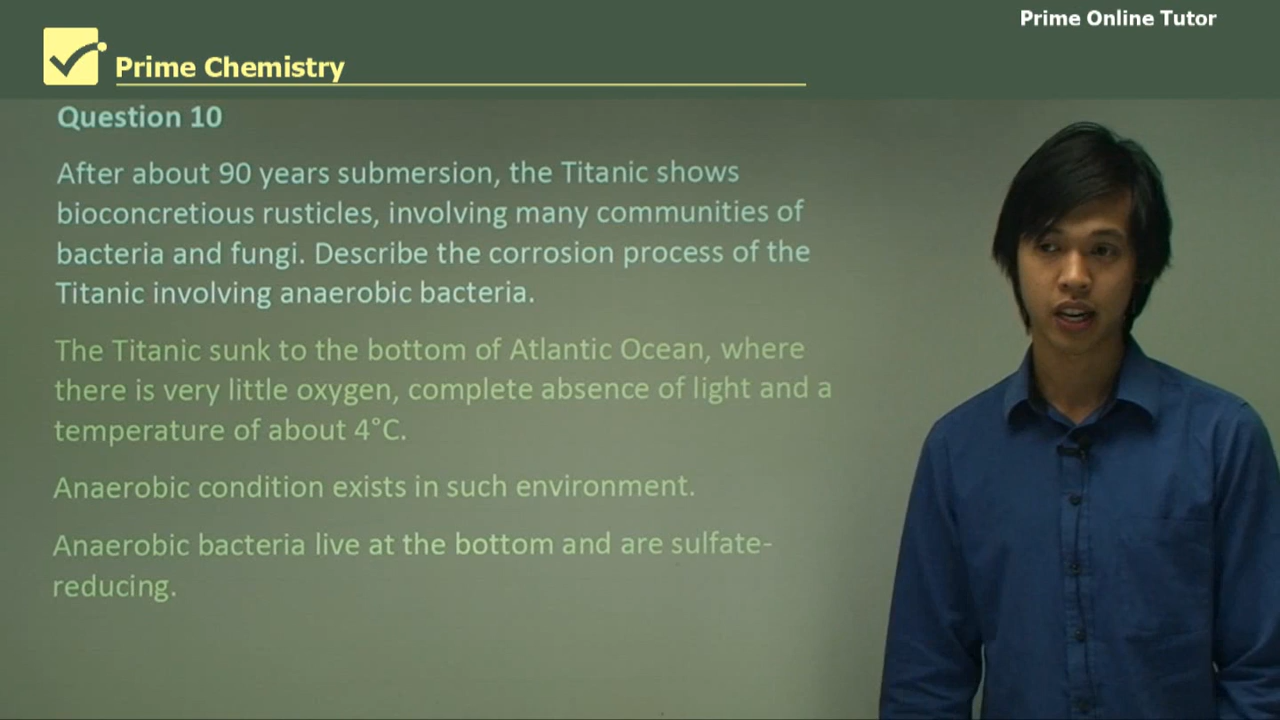 Prime Online Tutor
Prime Chemistry
Question 10
After about 90 years submersion, the Titanic shows
bioconcretious rusticles, involving many communities of
bacteria and fungi. Describe the corrosion process of the
Titanic involving anaerobic bacteria.
The Titanic sunk to the bottom of Atlantic Ocean, where
there is very little oxygen, complete absence of light and a
temperature of about 4°C.
Anaerobic condition exists in such environment.
Anaerobic bacteria live at the bottom and are sulfate-
reducing.